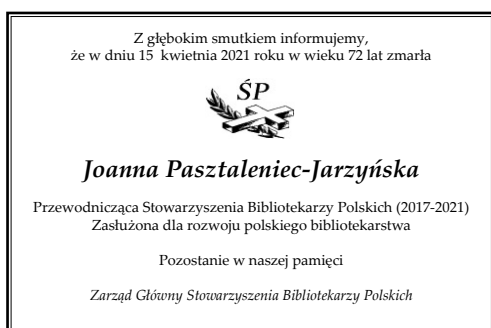 Z głębokim smutkiem informujemy,
że w dniu 15 kwietnia 2021 roku w wieku 72 lat zmarła
ŚP
Joanna Pasztaleniec-Jarzyńska
Przewodnicząca Stowarzyszenia Bibliotekarzy Polskich (2017-2021)
Zasłużona dla rozwoju polskiego bibliotekarstwa
Pozostanie w naszej pamięci
Zarząd Główny Stowarzyszenia Bibliotekarzy Polskich